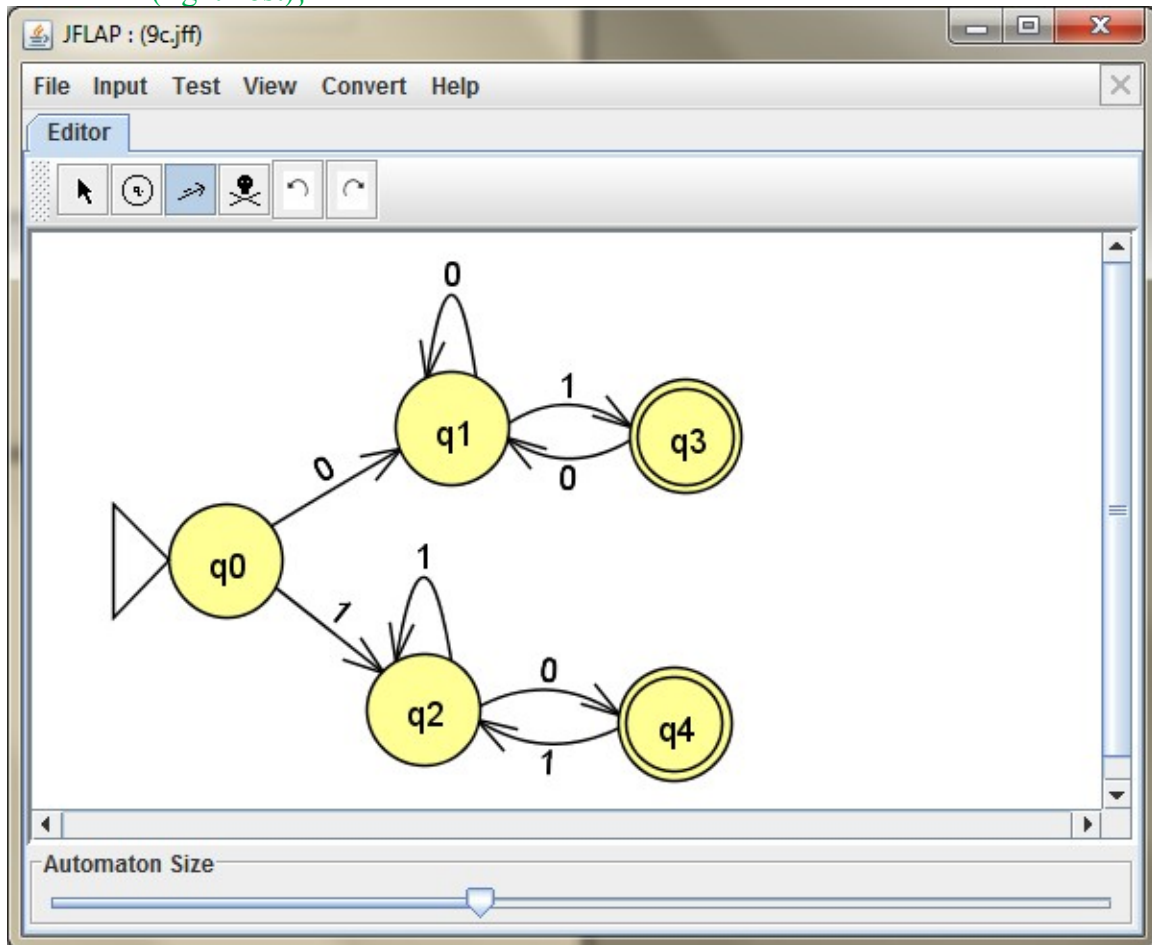 JFLAP : (9c.jff)
File Input Test View Convert Help
Editor
0
1
q1
q3
0
0
q0
1
1
0
q2
q4
1
Automaton Size